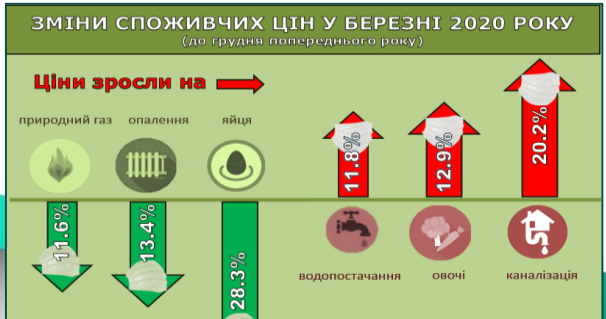 ЗМІНИ СПОЖИВЧИХ ЦІН У БЕРЕЗНІ 2020 РОКУ
(до грудня попереднього року)
Ціни зросли на
природний газ опалення яйця
11.8%
12.9%
20.2%
11.6%
13.4%
28.3%
водопостачання овочі каналізація